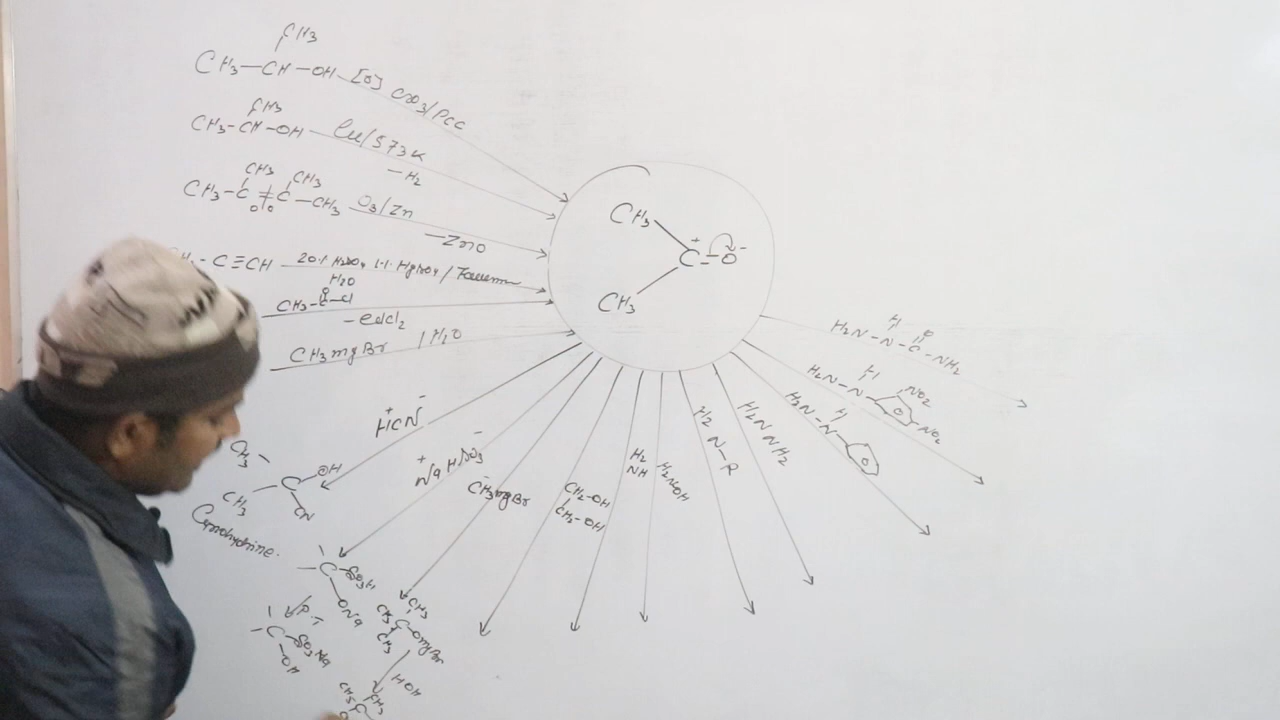 CH3
CH3—CH—OH [O] CrO3/PCC
CH3
CH3-CH-OH Cu/573K
-H2
CH3 CH3
CH3-C=C-CH3 O3/Zn
-ZnO
-C≡CH 20% H2SO4 1% HgSO4 /
H2O
O
CH3-C-Cl
-CdCl2
CH3MgBr / H2O
CH3
+ -
C=O
CH3
O
H2N-N-C-NH2
H
H2N-N- NO2
H NO2
H2N-N-
H
H2NNH2
H2N-R
H2NOH
H2
NH
CH2-OH
CH2-OH
CH3MgBr
+ -
NaHSO3
+ -
HCN
CH3
C OH
CH3 CN
Cynohydrine.
C SO3H
ONa
P.T
C SO3Na
OH
CH3
CH3 C-OMgBr
CH3
HOH
CH3 CH3
C